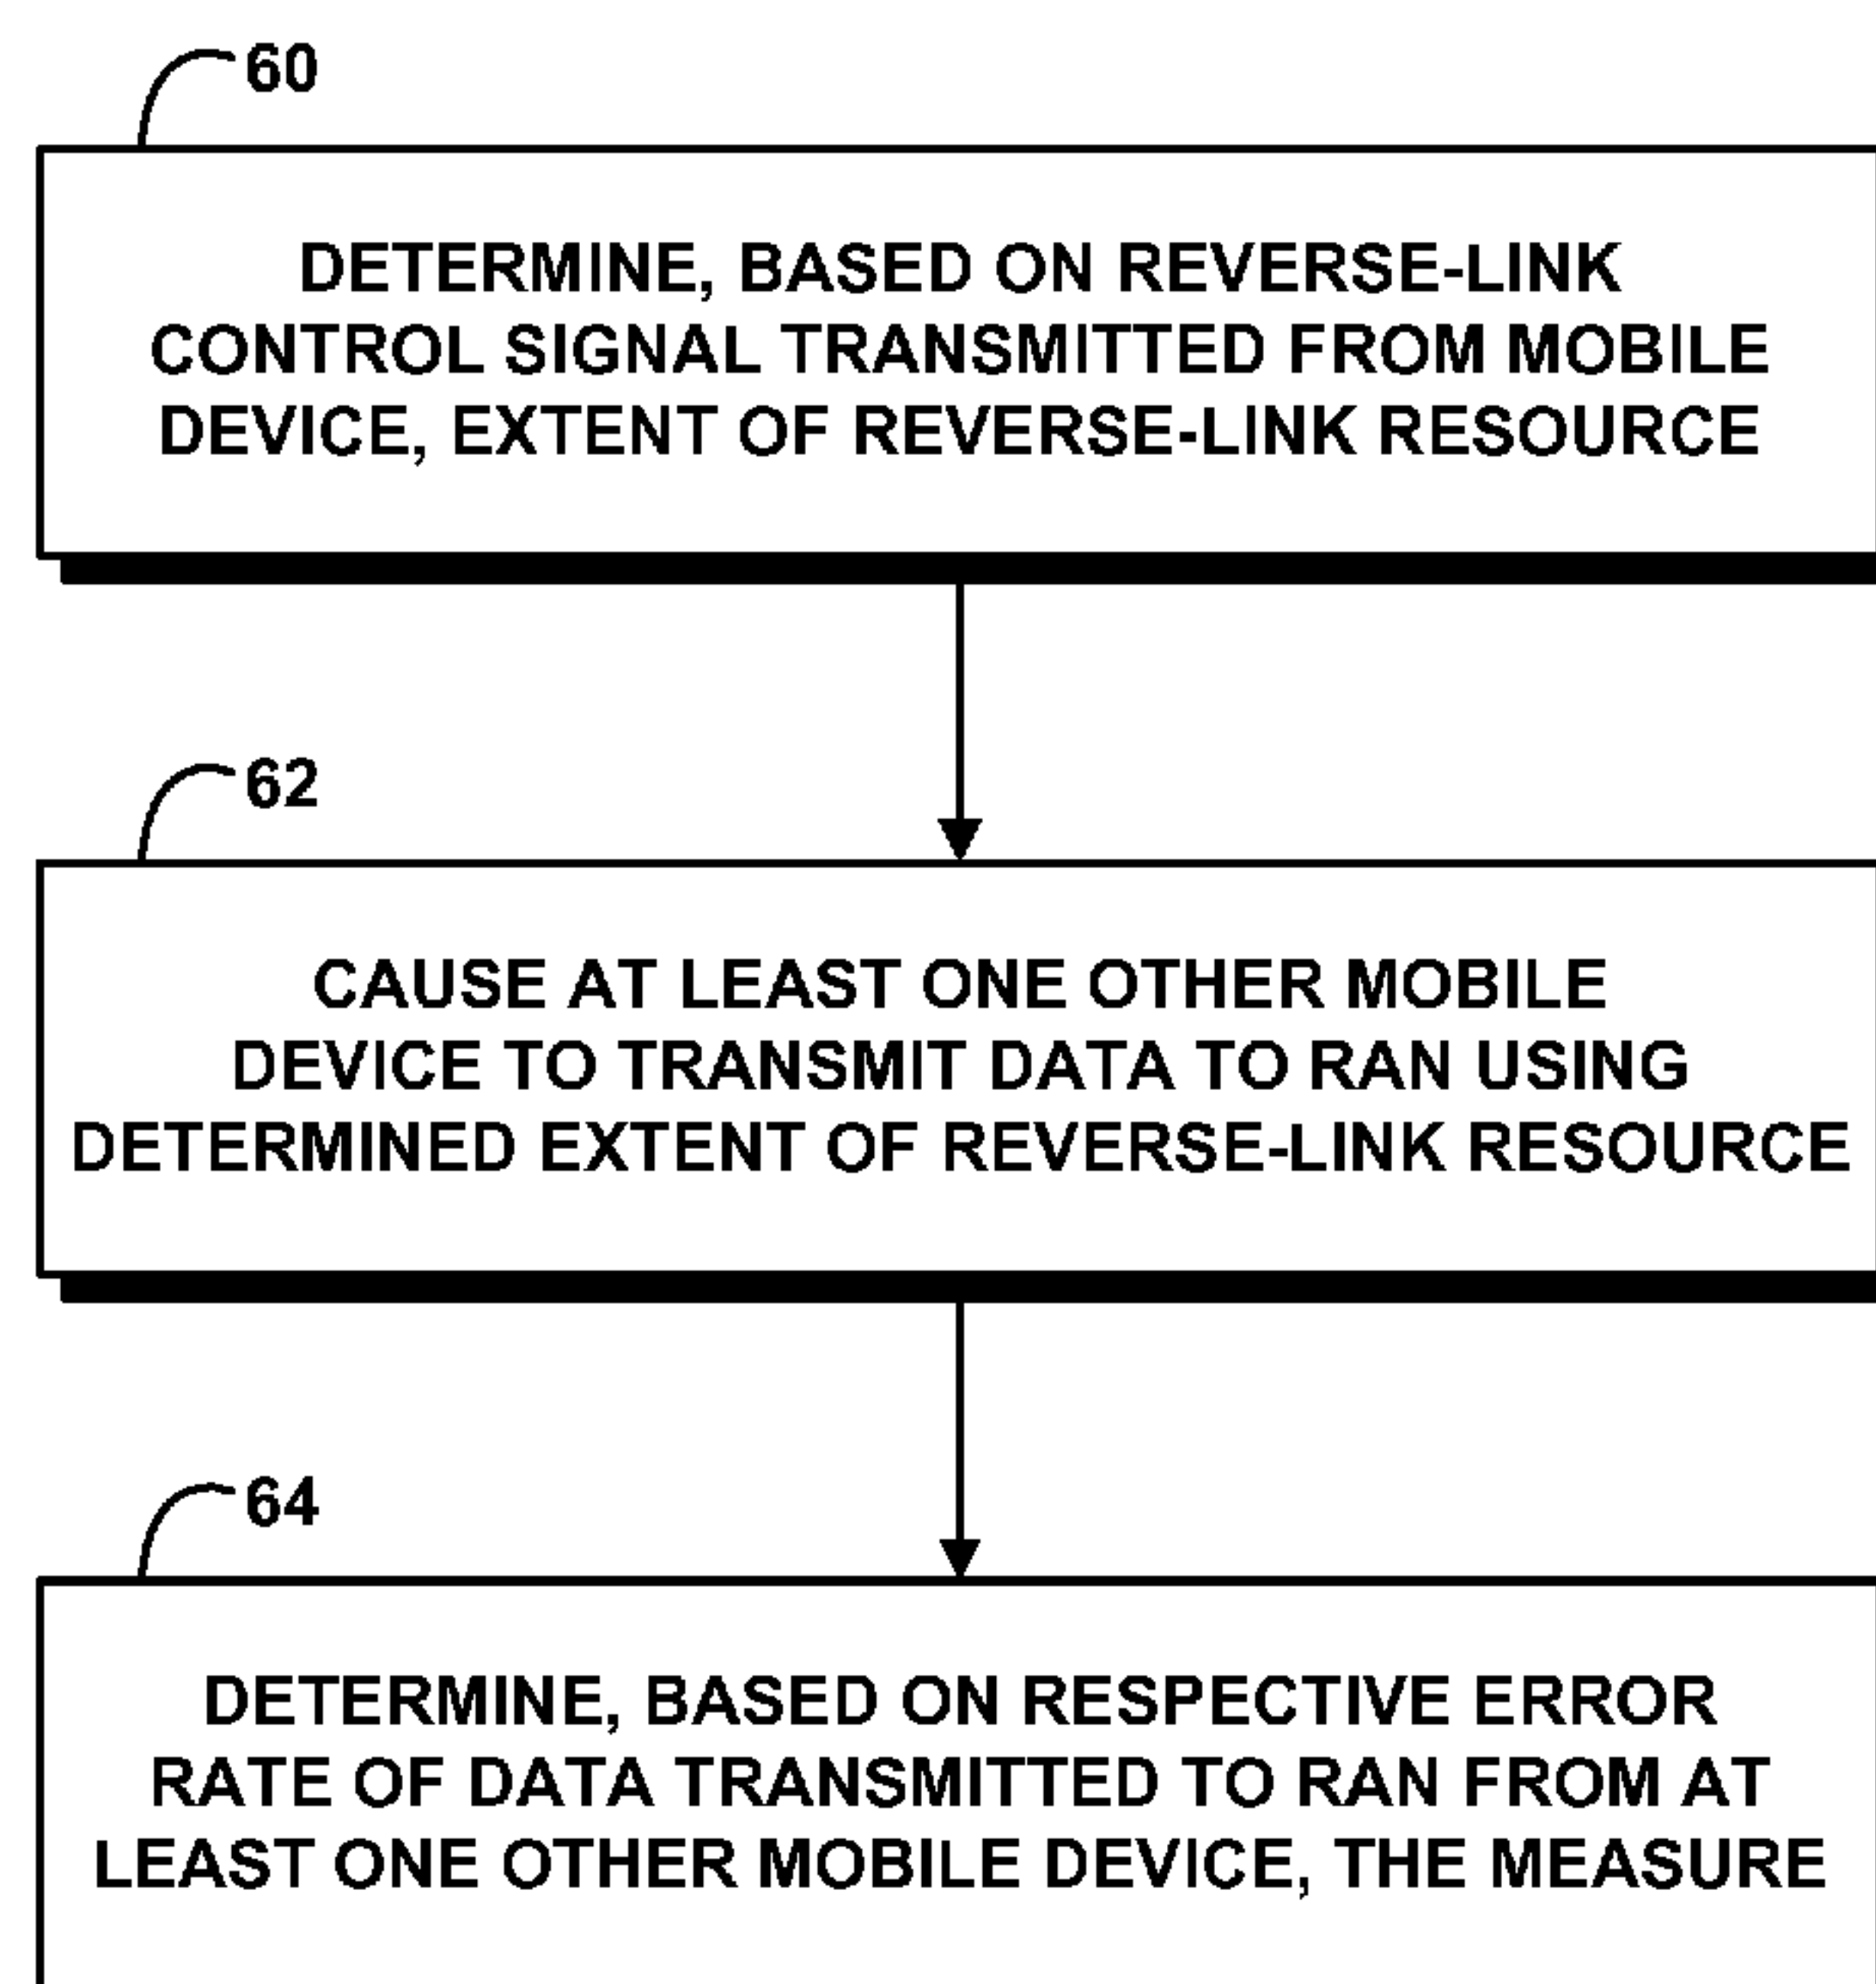 60
DETERMINE, BASED ON REVERSE-LINK
CONTROL SIGNAL TRANSMITTED FROM MOBILE
DEVICE, EXTENT OF REVERSE-LINK RESOURCE
62
CAUSE AT LEAST ONE OTHER MOBILE
DEVICE TO TRANSMIT DATA TO RAN USING
DETERMINED EXTENT OF REVERSE-LINK RESOURCE
64
DETERMINE, BASED ON RESPECTIVE ERROR
RATE OF DATA TRANSMITTED TO RAN FROM AT
LEAST ONE OTHER MOBILE DEVICE, THE MEASURE